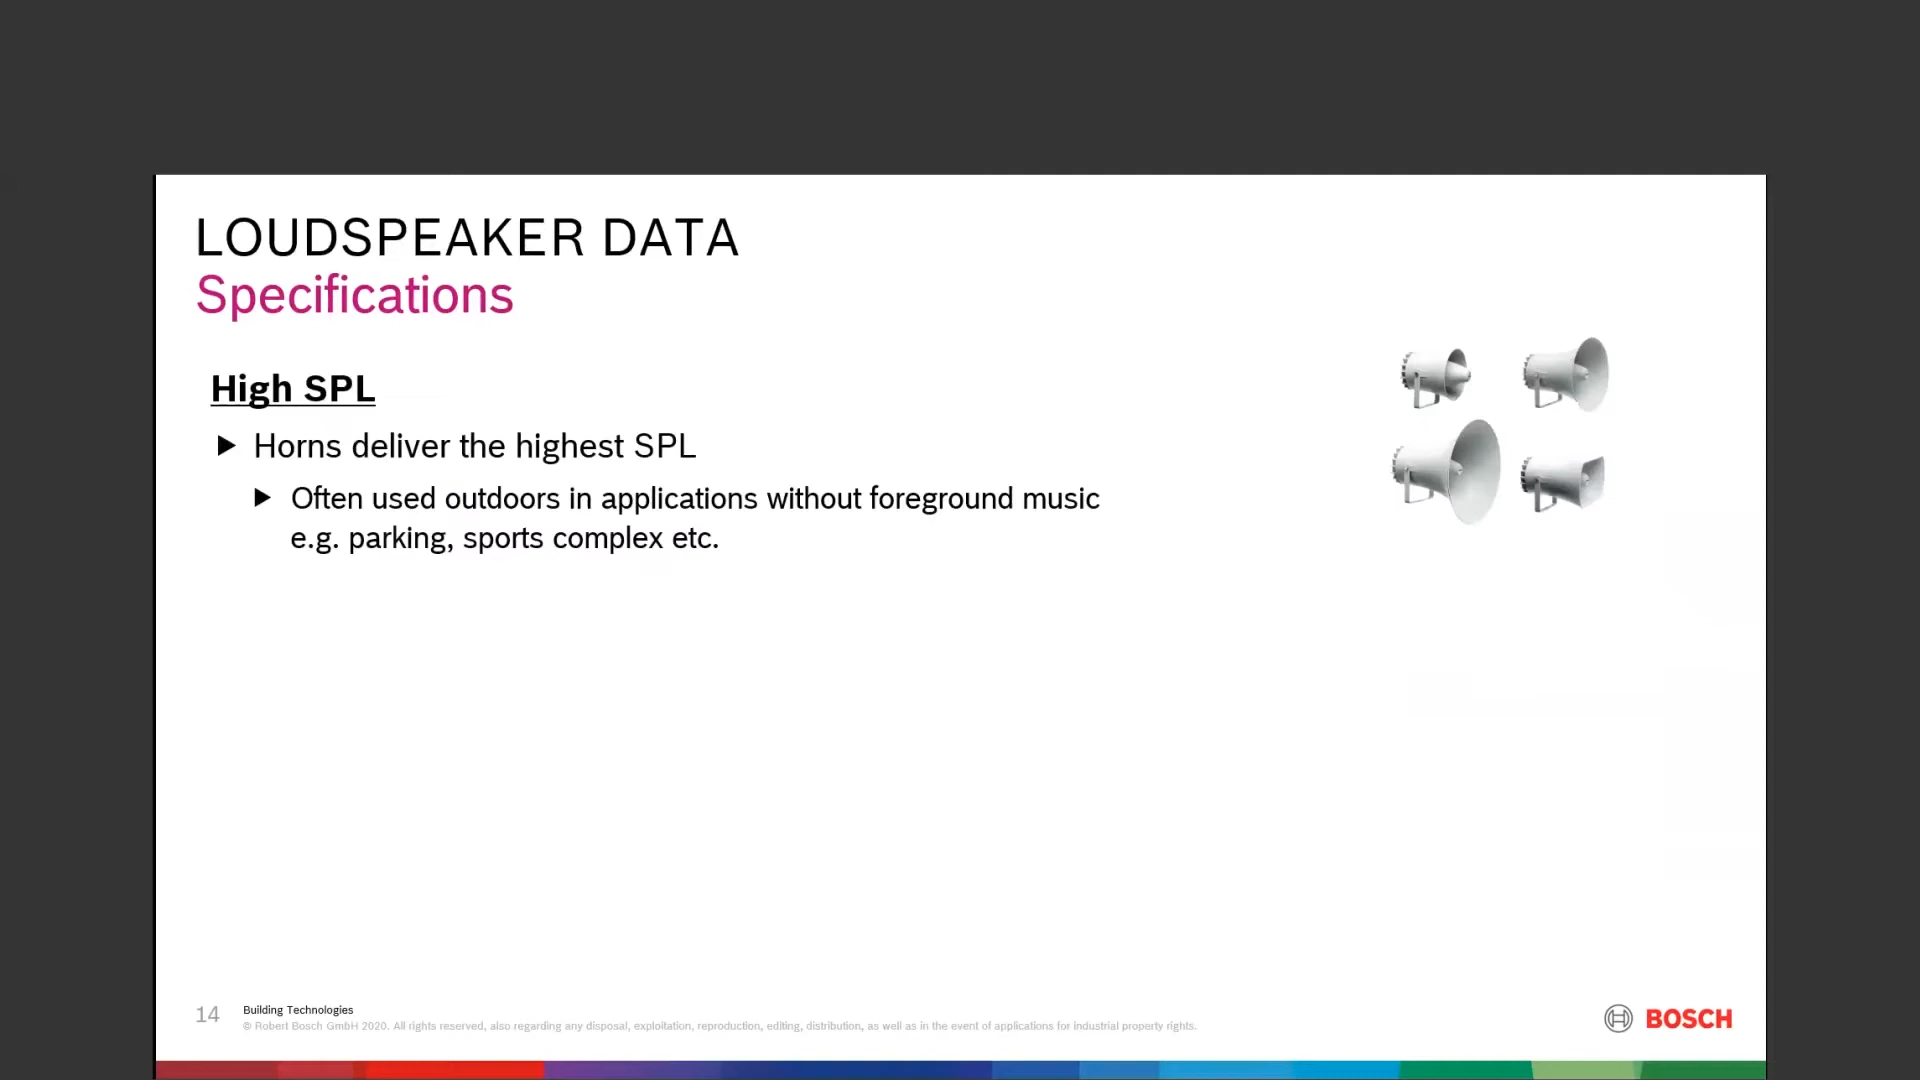 LOUDSPEAKER DATA
Specifications
High SPL
▶ Horns deliver the highest SPL
▶ Often used outdoors in applications without foreground music
e.g. parking, sports complex etc.
14
Building Technologies
© Robert Bosch GmbH 2020. All rights reserved, also regarding any disposal, exploitation, reproduction, editing, distribution, as well as in the event of applications for industrial property rights.
BOSCH